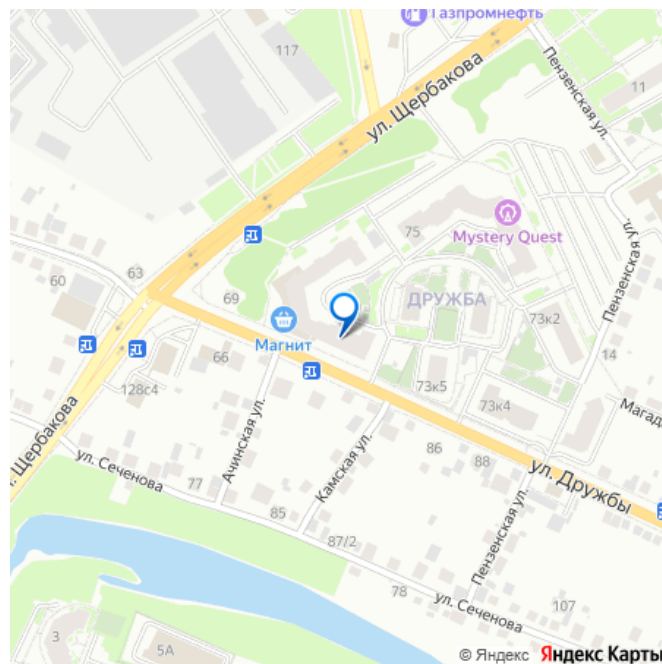 Газпромнефть
117
ул. Щербакова
Пензенская ул.
11
Mystery Quest
75
Пензенская ул.
60
63
69
ДРУЖБА
73к2
Магнит
66
14
128с4
73к5
73к4
Магад
Щербакова
Ачинская ул.
Камская ул.
86
88
ул. Дружбы
ул. Сеченова
77
85
87/2
Пензенская ул.
78
ул. Сеченова
107
3
5А
© Яндекс Яндекс Карты